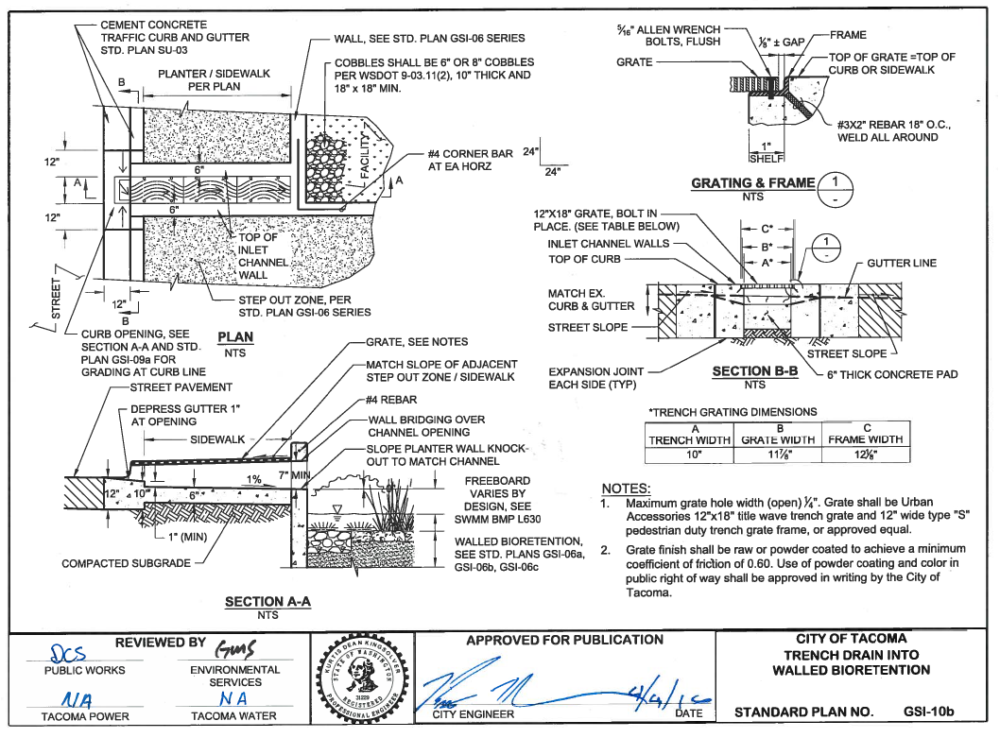 CEMENT CONCRETE
TRAFFIC CURB AND GUTTER
STD. PLAN SU-03
PLANTER / SIDEWALK
PER PLAN
B
WALL, SEE STD. PLAN GSI-06 SERIES
COBBLES SHALL BE 6" OR 8" COBBLES
PER WSDOT 9-03.11(2), 10" THICK AND
18" x 18" MIN.
#4 CORNER BAR
AT EA HORZ
24"
24"
12"
A
12"
6"
6"
FACILITY
A
TOP OF
INLET
CHANNEL
WALL
STREET
12"
B
STEP OUT ZONE, PER
STD. PLAN GSI-06 SERIES
CURB OPENING, SEE
SECTION A-A AND STD.
PLAN GSI-09a FOR
GRADING AT CURB LINE
PLAN
NTS
5/16" ALLEN WRENCH
BOLTS, FLUSH
1/8" ± GAP
FRAME
GRATE
TOP OF GRATE =TOP OF
CURB OR SIDEWALK
#3X2" REBAR 18" O.C.,
WELD ALL AROUND
1"
SHELF
GRATING & FRAME
NTS
1
-
12"X18" GRATE, BOLT IN
PLACE. (SEE TABLE BELOW)
INLET CHANNEL WALLS
TOP OF CURB
C*
B*
A*
1
-
GUTTER LINE
MATCH EX.
CURB & GUTTER
STREET SLOPE
STREET SLOPE
EXPANSION JOINT
EACH SIDE (TYP)
SECTION B-B
NTS
6" THICK CONCRETE PAD
STREET PAVEMENT
DEPRESS GUTTER 1"
AT OPENING
SIDEWALK
GRATE, SEE NOTES
MATCH SLOPE OF ADJACENT
STEP OUT ZONE / SIDEWALK
#4 REBAR
WALL BRIDGING OVER
CHANNEL OPENING
SLOPE PLANTER WALL KNOCK-
OUT TO MATCH CHANNEL
1%
7" MIN
12"
10"
6"
1" (MIN)
COMPACTED SUBGRADE
FREEBOARD
VARIES BY
DESIGN, SEE
SWMM BMP L630
WALLED BIORETENTION,
SEE STD. PLANS GSI-06a,
GSI-06b, GSI-06c
SECTION A-A
NTS
*TRENCH GRATING DIMENSIONS
A B C
TRENCH WIDTH GRATE WIDTH FRAME WIDTH
10" 11⅞" 12⅛"
NOTES:
1. Maximum grate hole width (open) ¼". Grate shall be Urban
Accessories 12"x18" title wave trench grate and 12" wide type "S"
pedestrian duty trench grate frame, or approved equal.
2. Grate finish shall be raw or powder coated to achieve a minimum
coefficient of friction of 0.60. Use of powder coating and color in
public right of way shall be approved in writing by the City of
Tacoma.
REVIEWED BY
DCS
PUBLIC WORKS
GMS
ENVIRONMENTAL
SERVICES
N/A
TACOMA POWER
NA
TACOMA WATER
KURTIS DEAN KINGSOLVER
STATE OF WASHINGTON
REGISTERED
PROFESSIONAL ENGINEER
APPROVED FOR PUBLICATION
CITY ENGINEER
DATE
CITY OF TACOMA
TRENCH DRAIN INTO
WALLED BIORETENTION
STANDARD PLAN NO. GSI-10b